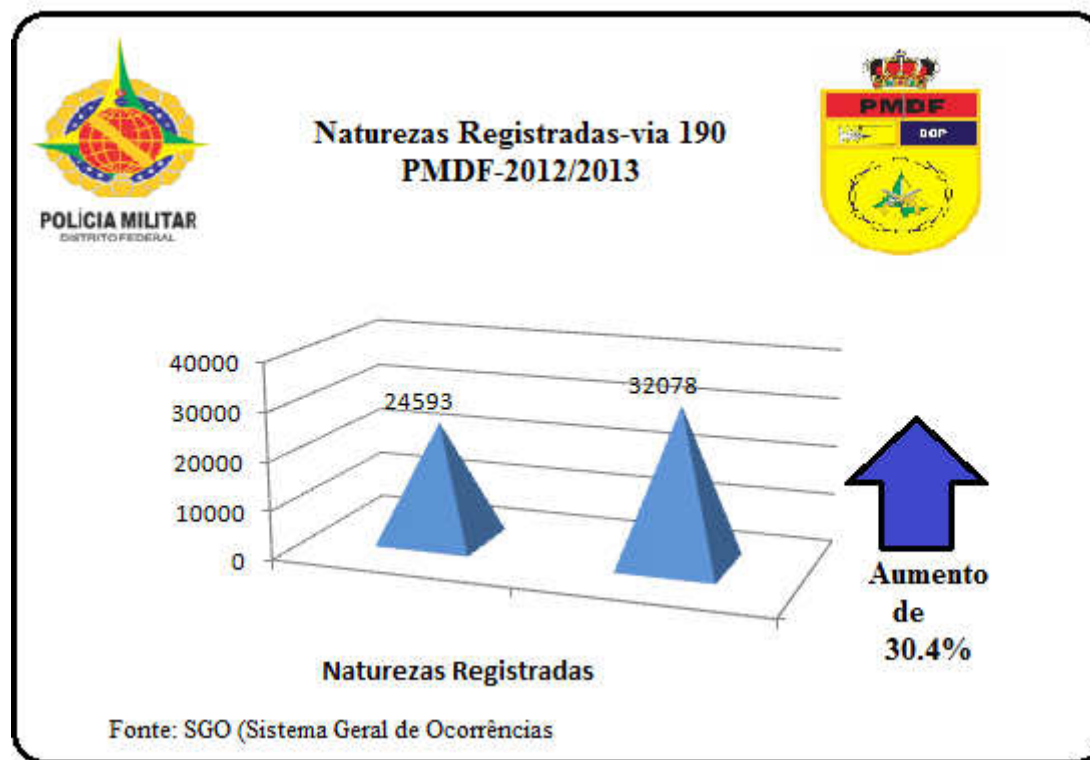 POLÍCIA MILITAR
DISTRITO FEDERAL
Naturezas Registradas-via 190
PMDF-2012/2013
PMDF
DOP
40000
30000
20000
10000
0
24593
32078
Aumento
de
30.4%
Naturezas Registradas
Fonte: SGO (Sistema Geral de Ocorrências